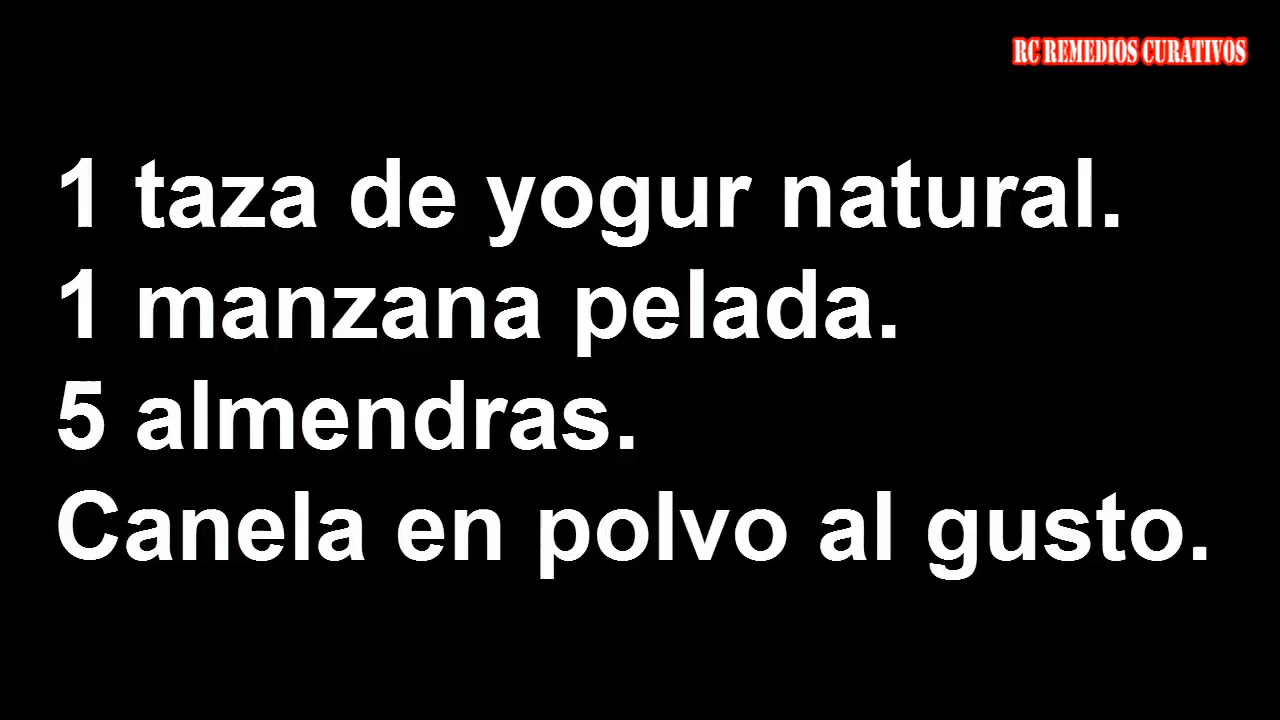 RC REMEDIOS CURATIVOS
1 taza de yogur natural.
1 manzana pelada.
5 almendras.
Canela en polvo al gusto.